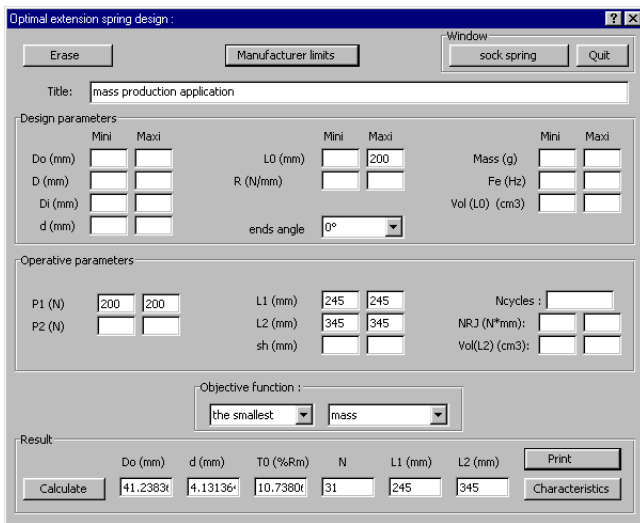 Optimal extension spring design :
Window
Erase Manufacturer limits sock spring Quit
Title: mass production application
Design parameters
Mini Maxi Mini Maxi Mini Maxi
Do (mm) L0 (mm) 200 Mass (g)
D (mm) R (N/mm) Fe (Hz)
Di (mm) Vol (L0) (cm3)
d (mm) ends angle 0°
Operative parameters
P1 (N) 200 200 L1 (mm) 245 245 Ncycles :
P2 (N) L2 (mm) 345 345 NRJ (N*mm):
sh (mm) Vol(L2) (cm3):
Objective function :
the smallest mass
Result
Do (mm) d (mm) T0 (%Rm) N L1 (mm) L2 (mm) Print
Calculate 41.2383 4.13136 10.7380 31 245 345 Characteristics